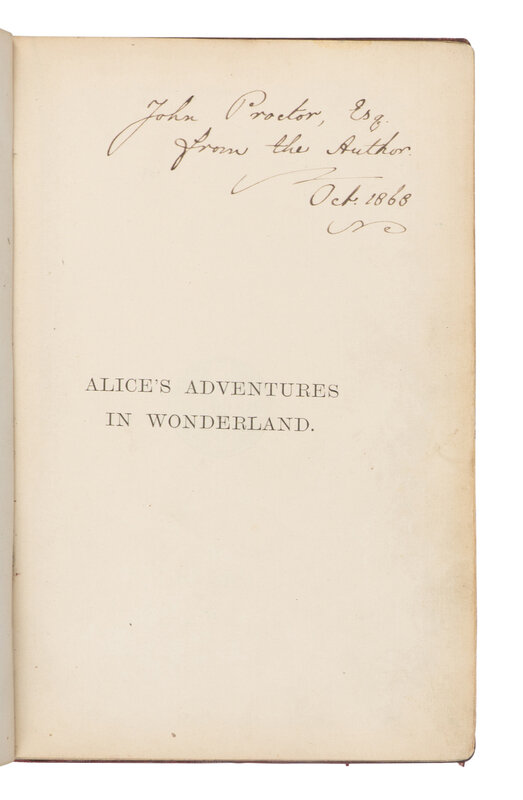 John Proctor, Esq.
from the Author.
Oct. 1868
ALICE'S ADVENTURES
IN WONDERLAND.